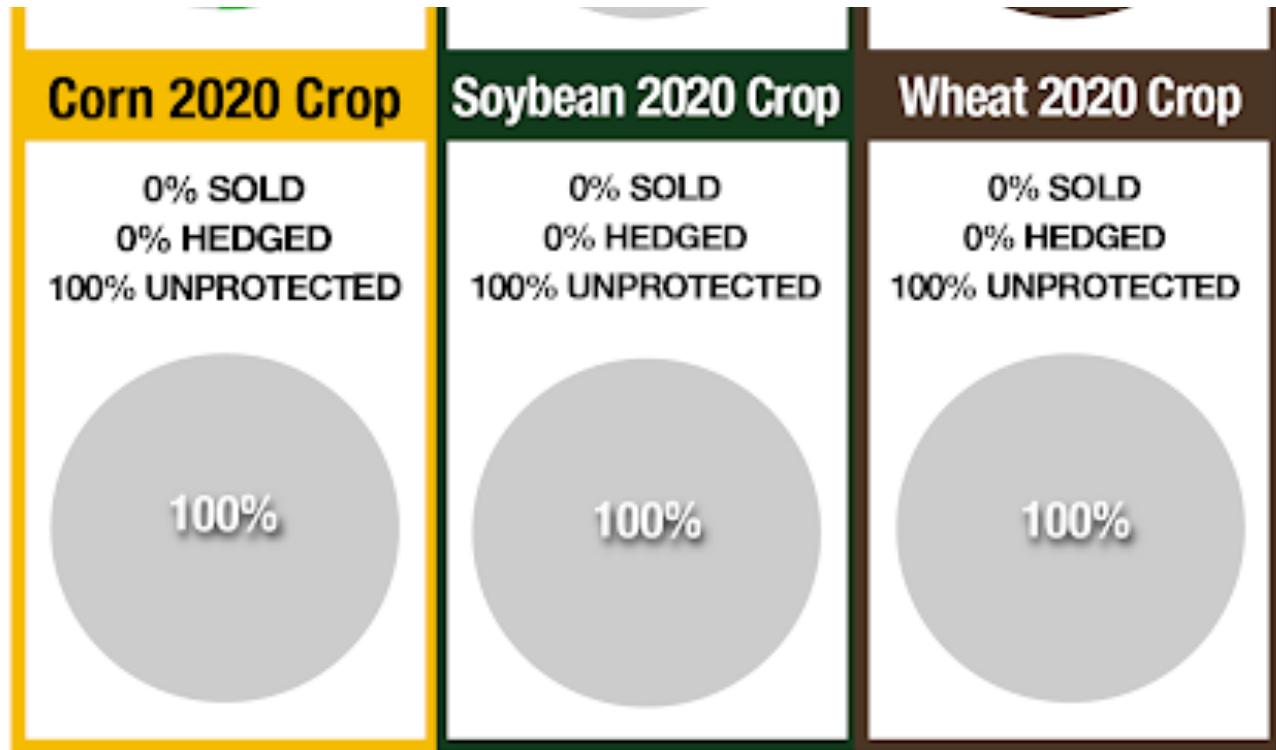 Corn 2020 Crop
0% SOLD
0% HEDGED
100% UNPROTECTED
100%
Soybean 2020 Crop
0% SOLD
0% HEDGED
100% UNPROTECTED
100%
Wheat 2020 Crop
0% SOLD
0% HEDGED
100% UNPROTECTED
100%